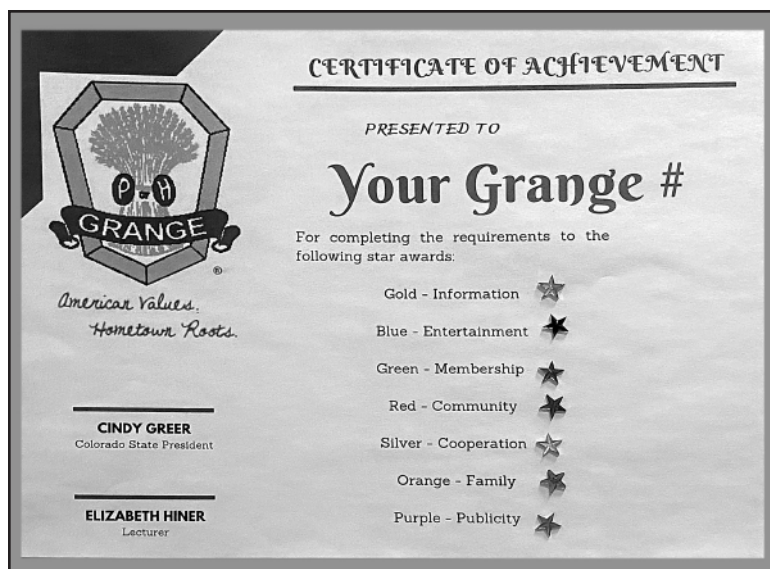 CERTIFICATE OF ACHIEVEMENT
PRESENTED TO
Your Grange #
For completing the requirements to the
following star awards:
Gold - Information
Blue - Entertainment
Green - Membership
Red - Community
Silver - Cooperation
Orange - Family
Purple - Publicity
P OF H
GRANGE
®
American Values.
Hometown Roots.
CINDY GREER
Colorado State President
ELIZABETH HINER
Lecturer